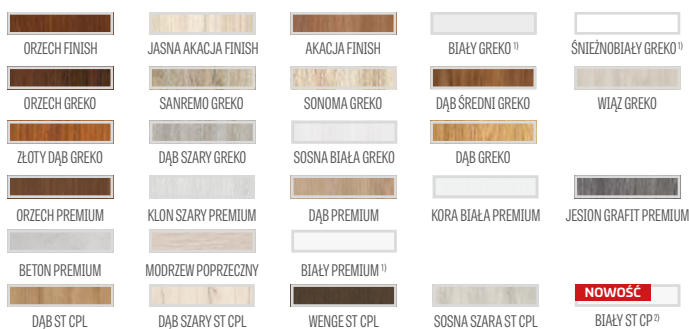 ORZECH FINISH
JASNA AKACJA FINISH
AKACJA FINISH
BIAŁY GREKO 1)
ŚNIEŻNOBIAŁY GREKO 1)
ORZECH GREKO
SANREMO GREKO
SONOMA GREKO
DĄB ŚREDNI GREKO
WIĄZ GREKO
ZŁOTY DĄB GREKO
DĄB SZARY GREKO
SOSNA BIAŁA GREKO
DĄB GREKO
ORZECH PREMIUM
KLON SZARY PREMIUM
DĄB PREMIUM
KORA BIAŁA PREMIUM
JESION GRAFIT PREMIUM
BETON PREMIUM
MODRZEW POPRZECZNY
BIAŁY PREMIUM 1)
DĄB ST CPL
DĄB SZARY ST CPL
WENGE ST CPL
SOSNA SZARA ST CPL
NOWOŚĆ
BIAŁY ST CP 2)